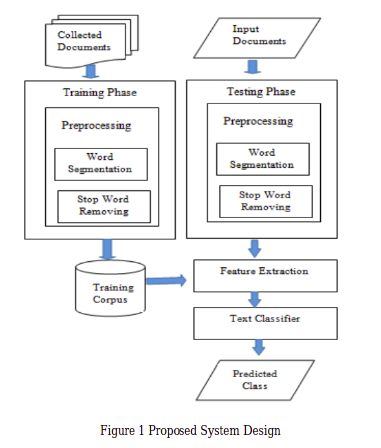 Collected
Documents
Input
Documents
Training Phase
Preprocessing
Word
Segmentation
Stop Word
Removing
Testing Phase
Preprocessing
Word
Segmentation
Stop Word
Removing
Training
Corpus
Feature Extraction
Text Classifier
Predicted
Class
Figure 1 Proposed System Design